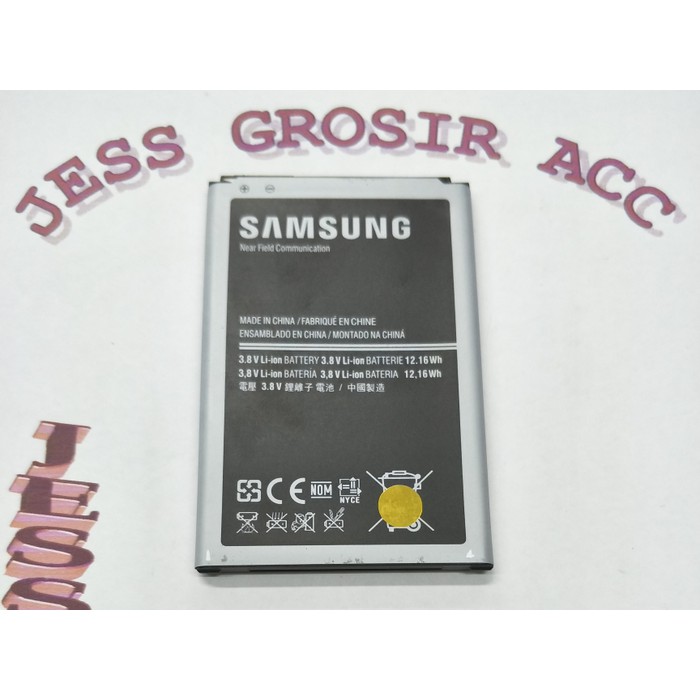 JESS GROSIR ACC
SAMSUNG
Near Field Communication
MADE IN CHINA / FABRIQUÉ EN CHINE
ENSAMBLADO EN CHINA / MONTADO NA CHINÁ
3.8 V Li-ion BATTERY 3.8 V Li-ion BATTERIE 12.16 Wh
3,8 V Li-ion BATERÍA 3,8 V Li-ion BATERIA 12,16 Wh
電壓 3.8 V 鋰離子電池 / 中國製造
CE NOM NYCE
JESS